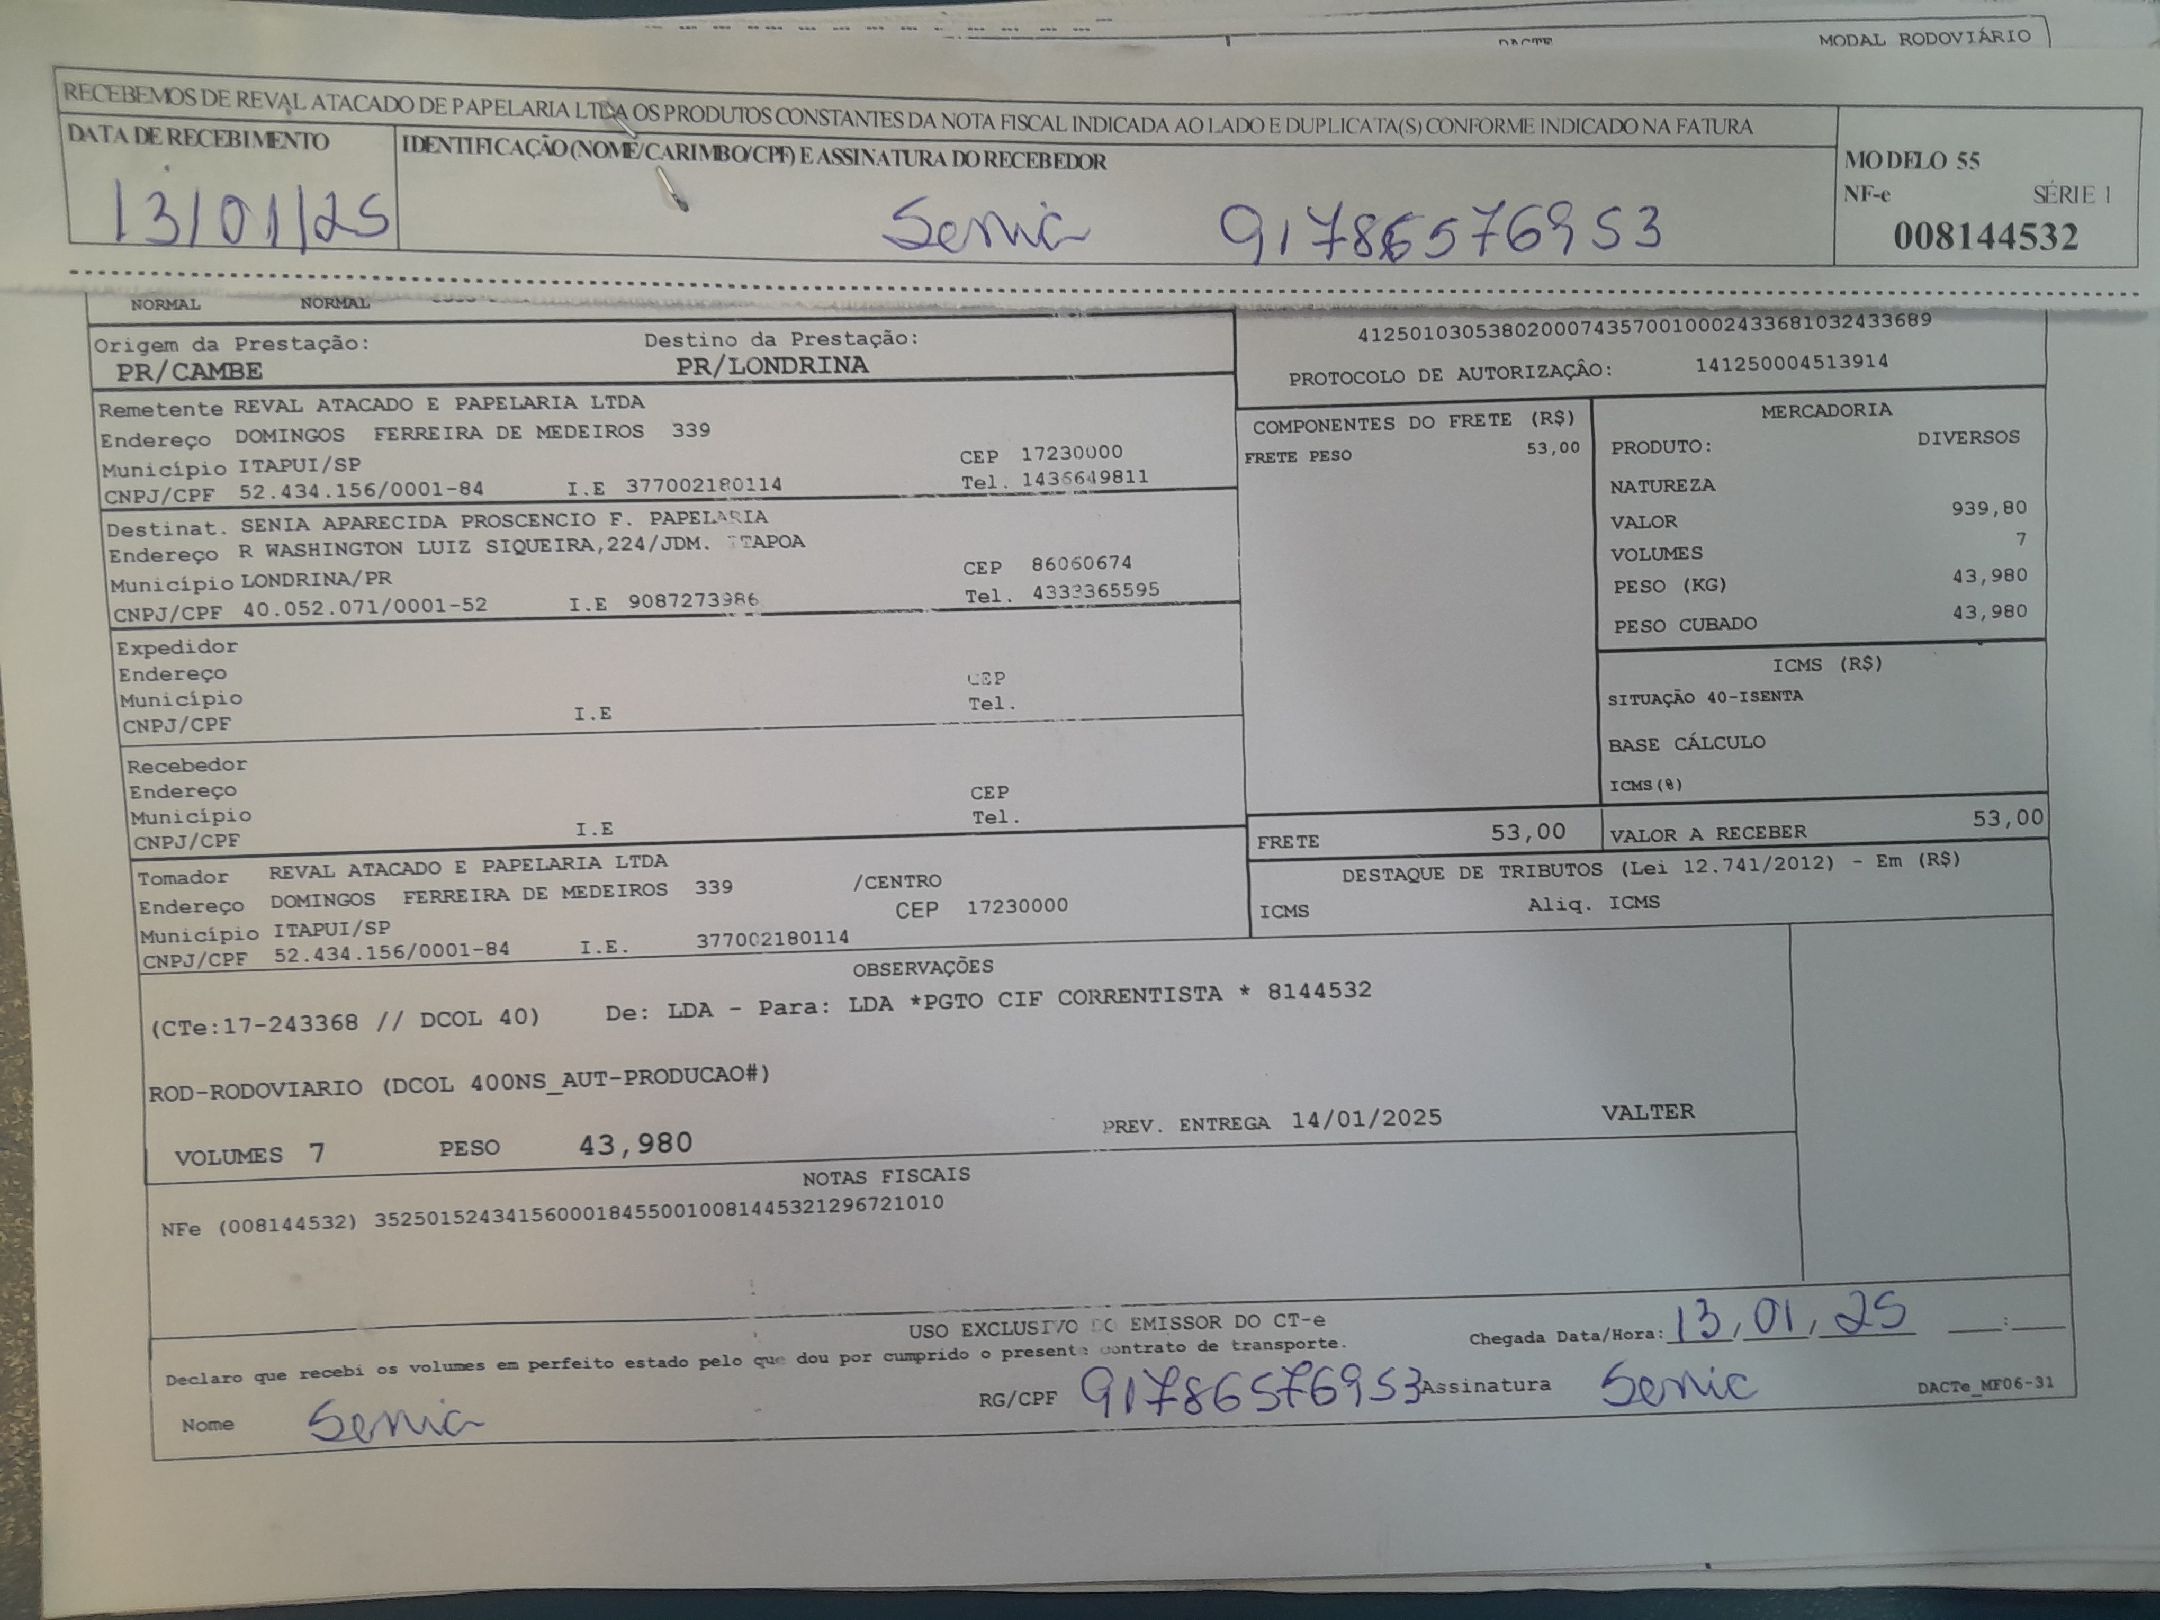 MODAL RODOVIÁRIO
RECEBEMOS DE REVAL ATACADO DE PAPELARIA LTDA OS PRODUTOS CONSTANTES DA NOTA FISCAL INDICADA AO LADO E DUPLICATA(S) CONFORME INDICADO NA FATURA
DATA DE RECEBIMENTO
13/01/25
IDENTIFICAÇÃO (NOME/CARIMBO/CPF) E ASSINATURA DO RECEBEDOR
Senia 91786576953
MODELO 55
NF-e SÉRIE 1
008144532
NORMAL NORMAL
Origem da Prestação: Destino da Prestação:
PR/CAMBE PR/LONDRINA
41250103053802000743570010002433681032433689
PROTOCOLO DE AUTORIZAÇÃO: 141250004513914
Remetente REVAL ATACADO E PAPELARIA LTDA
Endereço DOMINGOS FERREIRA DE MEDEIROS 339
Município ITAPUI/SP CEP 17230000
CNPJ/CPF 52.434.156/0001-84 I.E 377002180114 Tel. 1436649811
Destinat. SENIA APARECIDA PROSCENCIO F. PAPELARIA
Endereço R WASHINGTON LUIZ SIQUEIRA,224/JDM. ITAPOA
Município LONDRINA/PR CEP 86060674
CNPJ/CPF 40.052.071/0001-52 I.E 9087273986 Tel. 4333365595
Expedidor
Endereço
Município CEP
CNPJ/CPF I.E Tel.
Recebedor
Endereço
Município CEP
CNPJ/CPF I.E Tel.
Tomador REVAL ATACADO E PAPELARIA LTDA
Endereço DOMINGOS FERREIRA DE MEDEIROS 339 /CENTRO
Município ITAPUI/SP CEP 17230000
CNPJ/CPF 52.434.156/0001-84 I.E. 377002180114
COMPONENTES DO FRETE (R$)
FRETE PESO 53,00
MERCADORIA
PRODUTO: DIVERSOS
NATUREZA
VALOR 939,80
VOLUMES 7
PESO (KG) 43,980
PESO CUBADO 43,980
ICMS (R$)
SITUAÇÃO 40-ISENTA
BASE CÁLCULO
ICMS(%)
FRETE 53,00 VALOR A RECEBER 53,00
DESTAQUE DE TRIBUTOS (Lei 12.741/2012) - Em (R$)
ICMS Aliq. ICMS
OBSERVAÇÕES
(CTe:17-243368 // DCOL 40) De: LDA - Para: LDA *PGTO CIF CORRENTISTA * 8144532
ROD-RODOVIARIO (DCOL 400NS_AUT-PRODUCAO#)
VOLUMES 7 PESO 43,980 PREV. ENTREGA 14/01/2025 VALTER
NOTAS FISCAIS
NFe (008144532) 35250152434156000184550010081445321296721010
USO EXCLUSIVO DO EMISSOR DO CT-e
Declaro que recebi os volumes em perfeito estado pelo que dou por cumprido o presente contrato de transporte. Chegada Data/Hora: 13,01,25 __:__
Nome Senia RG/CPF 91786576953 Assinatura Senia DACTe_MF06-31